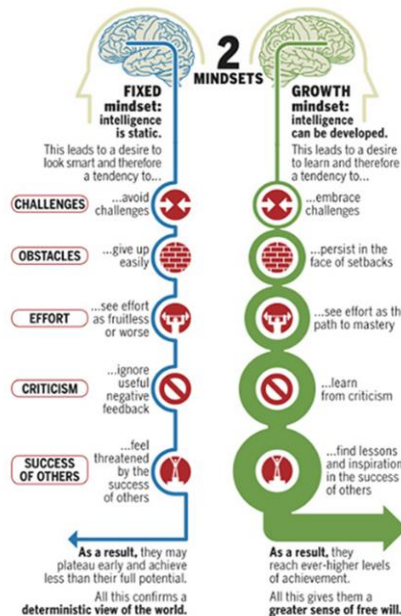 2
MINDSETS
FIXED
mindset:
intelligence
is static.
This leads to a desire to
look smart and therefore
a tendency to...
GROWTH
mindset:
intelligence
can be developed.
This leads to a desire
to learn and therefore
a tendency to...
CHALLENGES
...avoid
challenges
...embrace
challenges
OBSTACLES
...give up
easily
...persist in the
face of setbacks
EFFORT
...see effort
as fruitless
or worse
...see effort as th
path to mastery
CRITICISM
...ignore
useful
negative
feedback
...learn
from criticism
SUCCESS
OF OTHERS
...feel
threatened
by the
success
of others
...find lessons
and inspiration
in the success
of others
As a result, they may
plateau early and achieve
less than their full potential.
All this confirms a
deterministic view of the world.
As a result, they
reach ever-higher levels
of achievement.
All this gives them a
greater sense of free will.